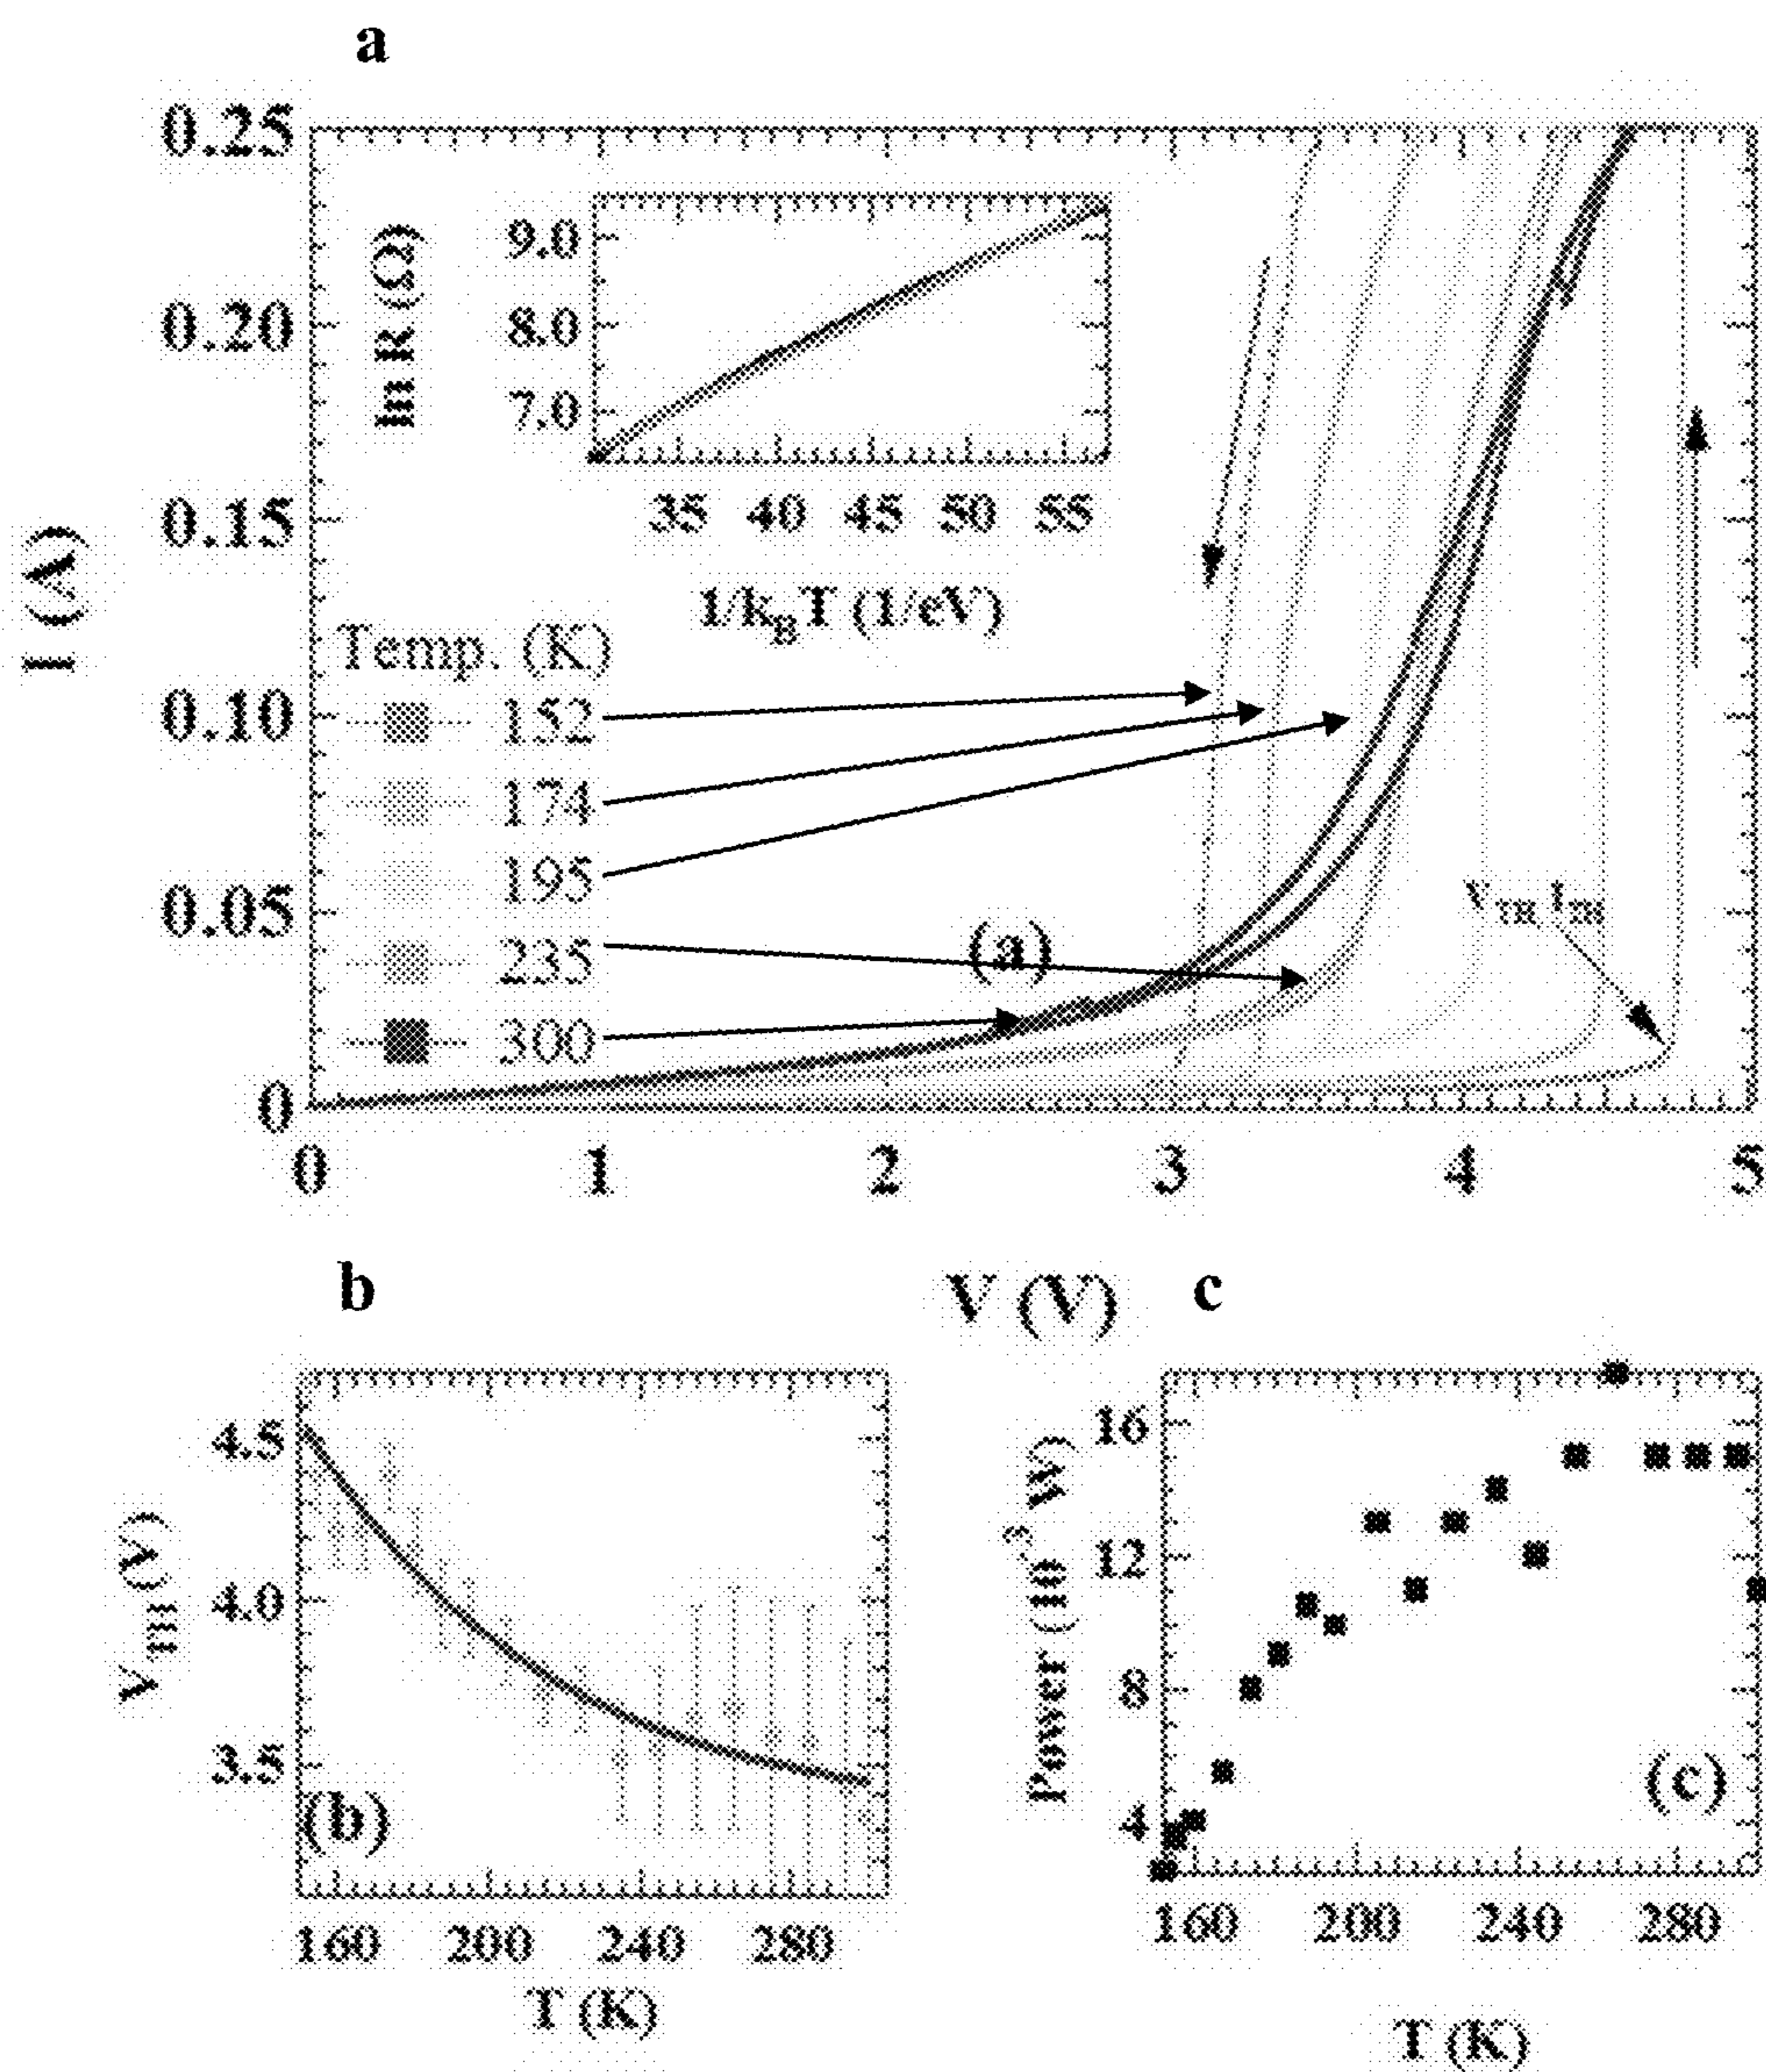 a
0.25
0.20
0.15
0.10
0.05
0
I (A)
9.0
8.0
7.0
ln R (Ω)
35 40 45 50 55
1/k_BT (1/eV)
Temp. (K)
152
174
195
235
300
(a)
V_TH, I_TH
0 1 2 3 4 5
V (V)
b
4.5
4.0
3.5
V_TH (V)
(b)
160 200 240 280
T (K)
c
16
12
8
4
Power (10^-3 W)
(c)
160 200 240 280
T (K)